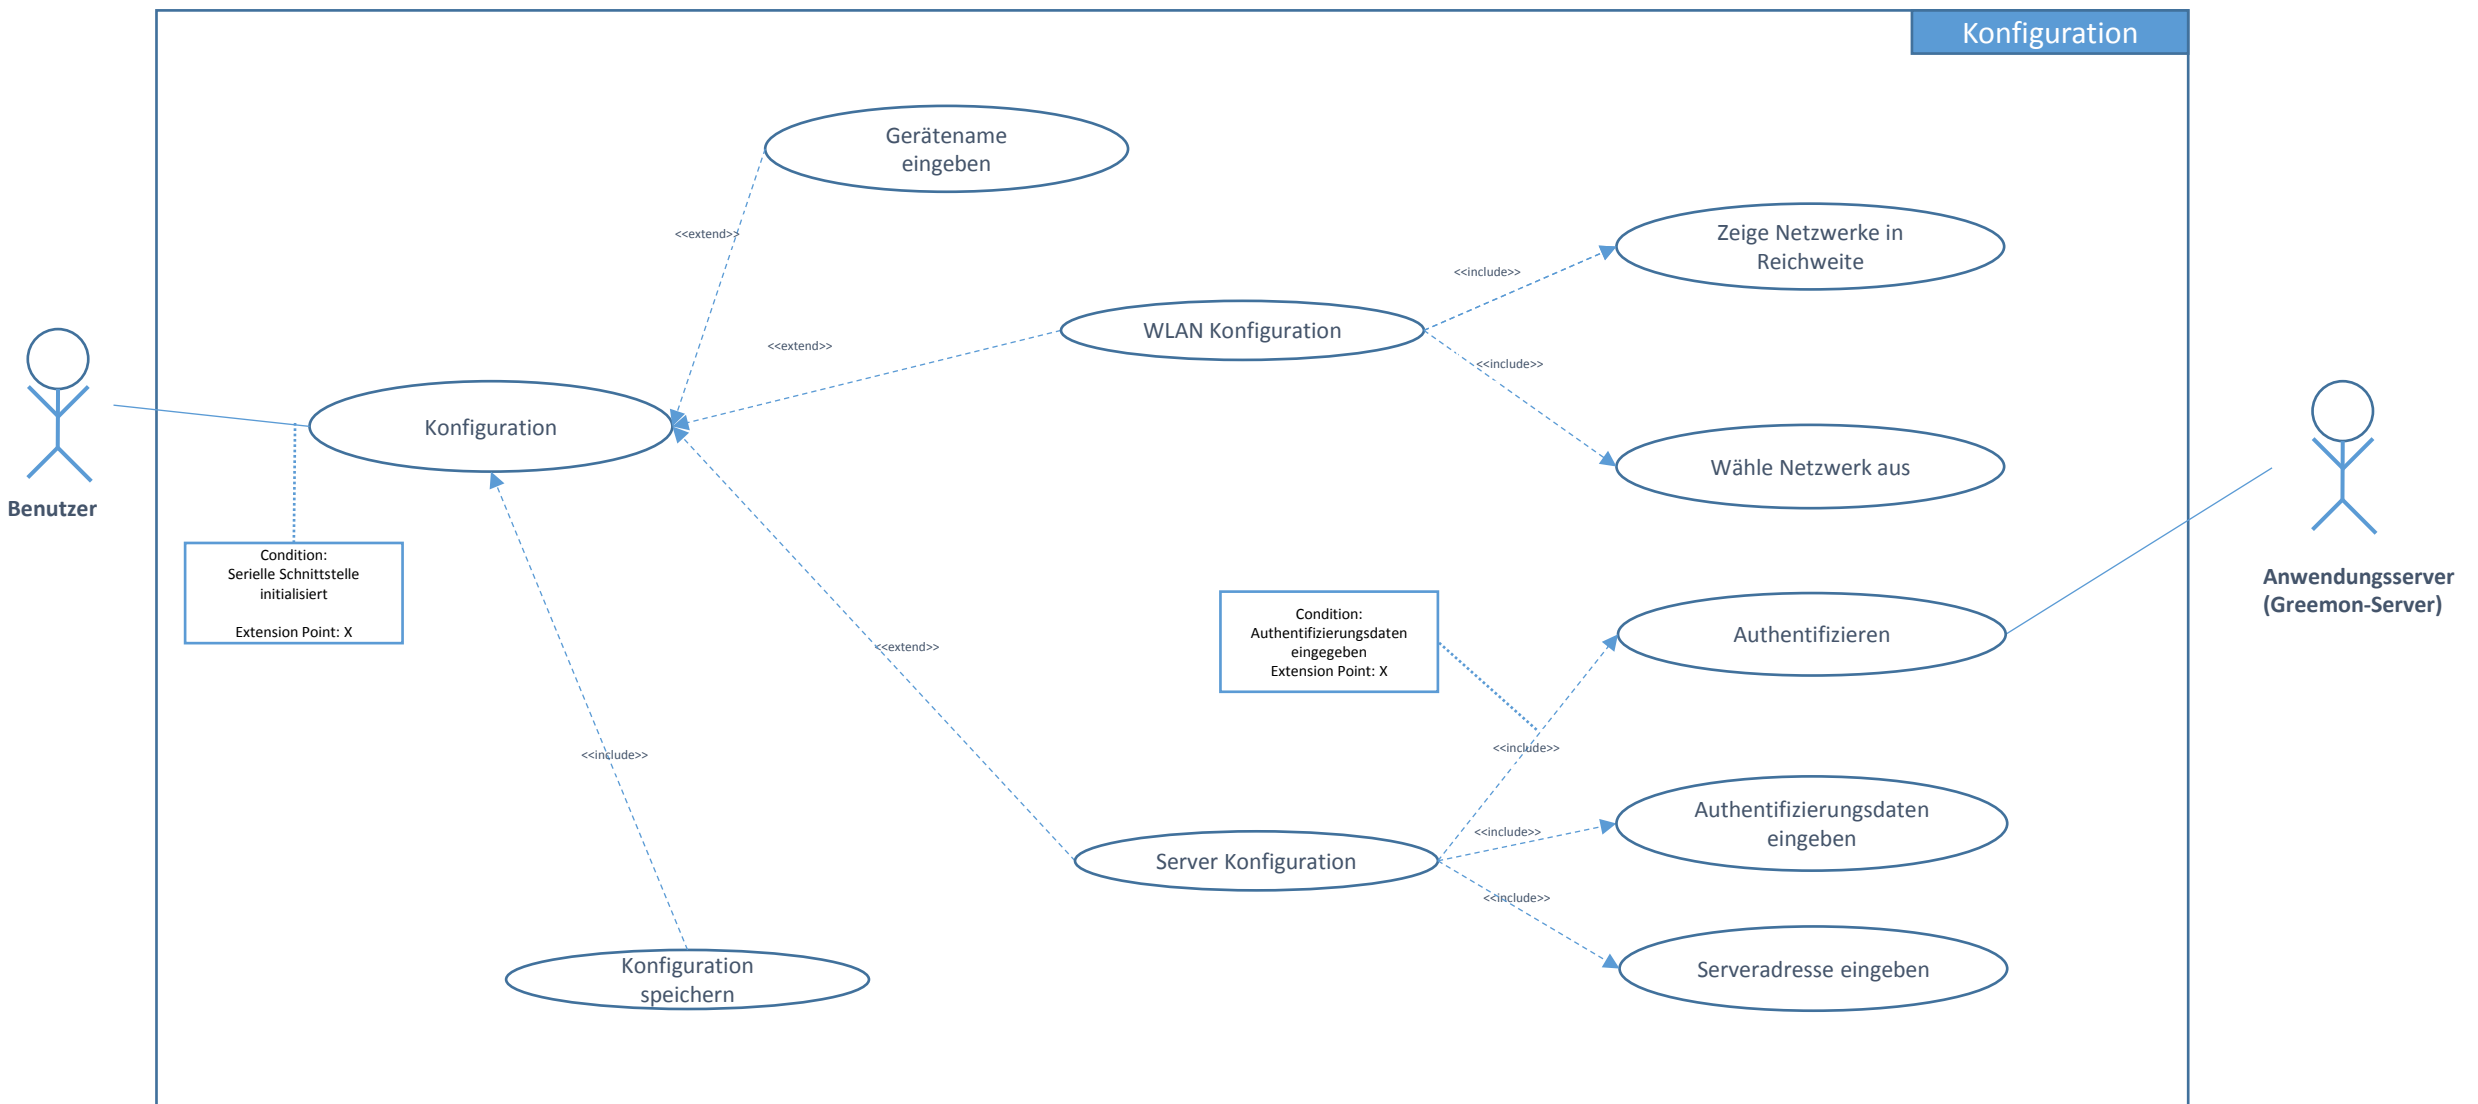 Konfiguration
Gerätename
eingeben
<<extend>>
Zeige Netzwerke in
Reichweite
<<include>>
WLAN Konfiguration
<<extend>>
<<include>>
Konfiguration
Wähle Netzwerk aus
Benutzer
Condition:
Serielle Schnittstelle
initialisiert
Extension Point: X
Anwendungsserver
(Greemon-Server)
Condition:
Authentifizierungsdaten
eingegeben
Extension Point: X
Authentifizieren
<<extend>>
<<include>>
<<include>>
Authentifizierungsdaten
eingeben
<<include>>
Server Konfiguration
<<include>>
Konfiguration
speichern
Serveradresse eingeben